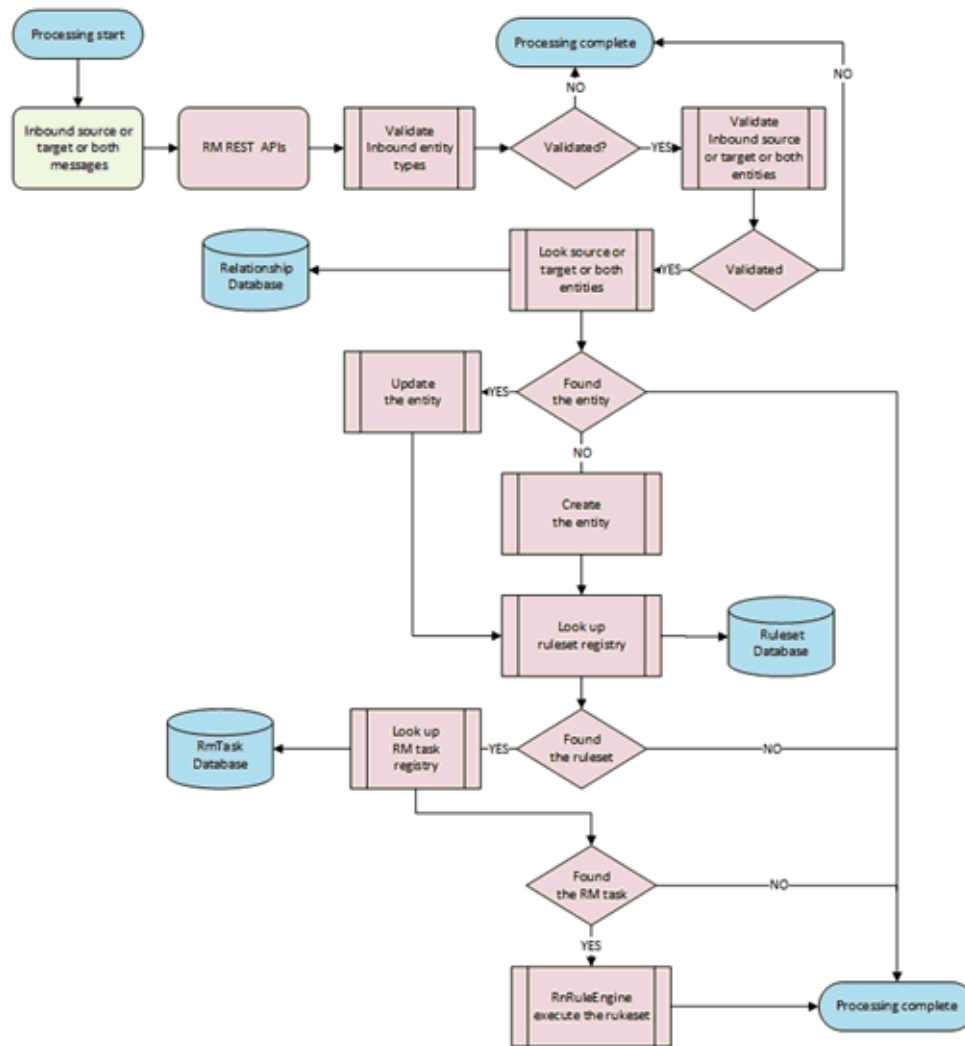 Processing start
Processing complete
NO
NO
Inbound source or
target or both
messages
RM REST APIs
Validate
Inbound entity
types
Validated?
YES
Validate
Inbound source
or target or both
entities
Relationship
Database
Look source or
target or both
entities
YES
Validated
Update
the entity
YES
Found
the entity
NO
Create
the entity
Look up
ruleset registry
Ruleset
Database
RmTask
Database
Look up
RM task
registry
YES
Found
the ruleset
NO
Found
the RM task
NO
YES
RnRuleEngine
execute the rukeset
Processing complete